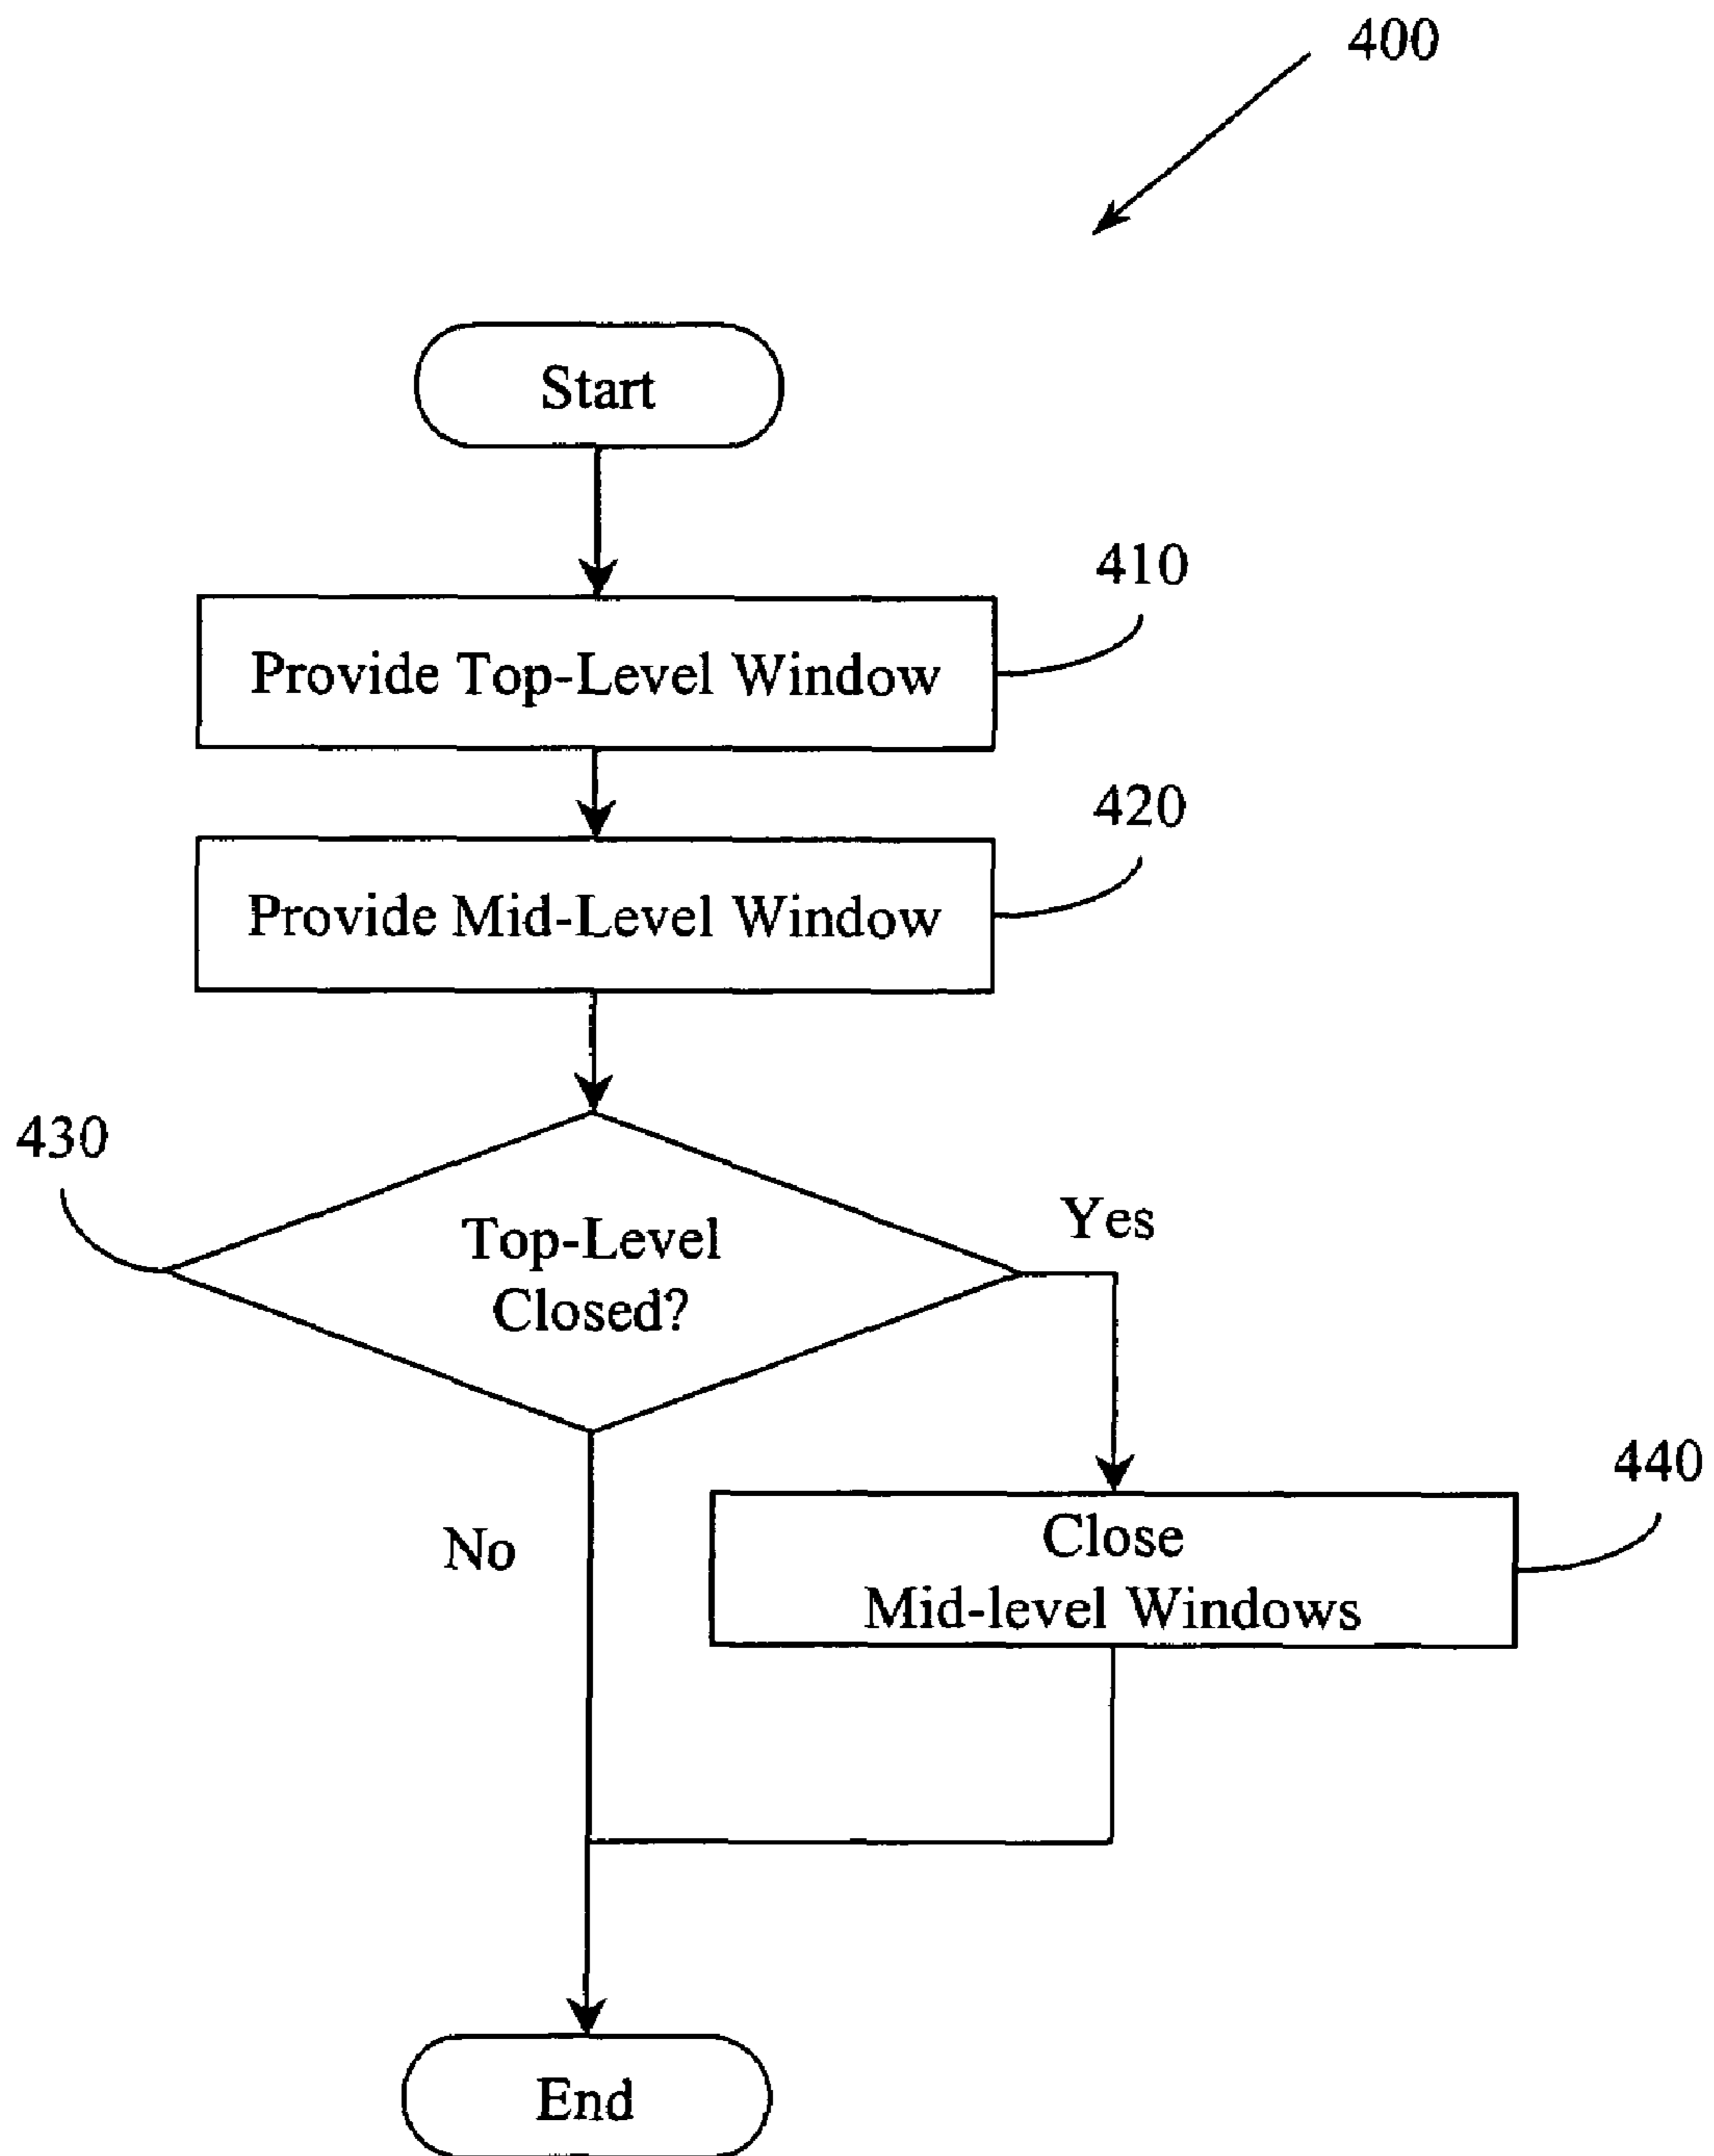 400
Start
410
Provide Top-Level Window
420
Provide Mid-Level Window
430
Top-Level
Closed?
Yes
No
440
Close
Mid-level Windows
End